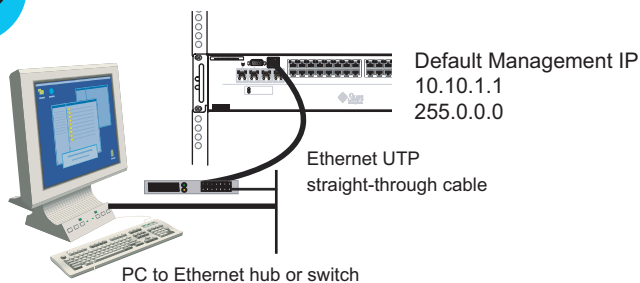 Default Management IP
10.10.1.1
255.0.0.0
Ethernet UTP
straight-through cable
PC to Ethernet hub or switch